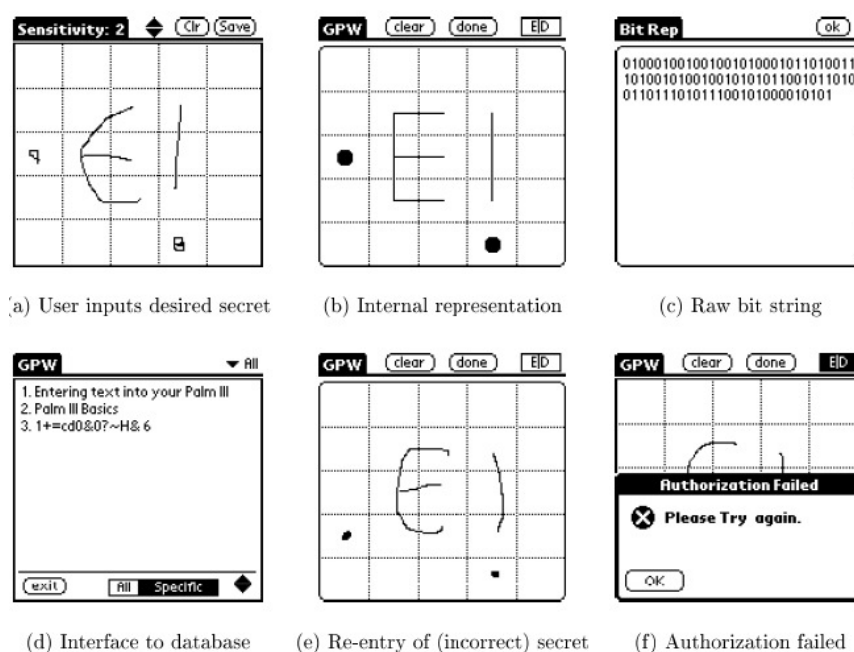 Sensitivity: 2 Clr Save
GPW clear done E|D
Bit Rep ok
010001001001001010001011010011
101001010010010101011001011010
011011101011100101000010101
(a) User inputs desired secret
(b) Internal representation
(c) Raw bit string
GPW All
1. Entering text into your Palm III
2. Palm III Basics
3. 1+=cd0&0?~H& 6
exit All Specific
GPW clear done E|D
GPW clear done E|D
Authorization Failed
Please Try again.
OK
(d) Interface to database
(e) Re-entry of (incorrect) secret
(f) Authorization failed